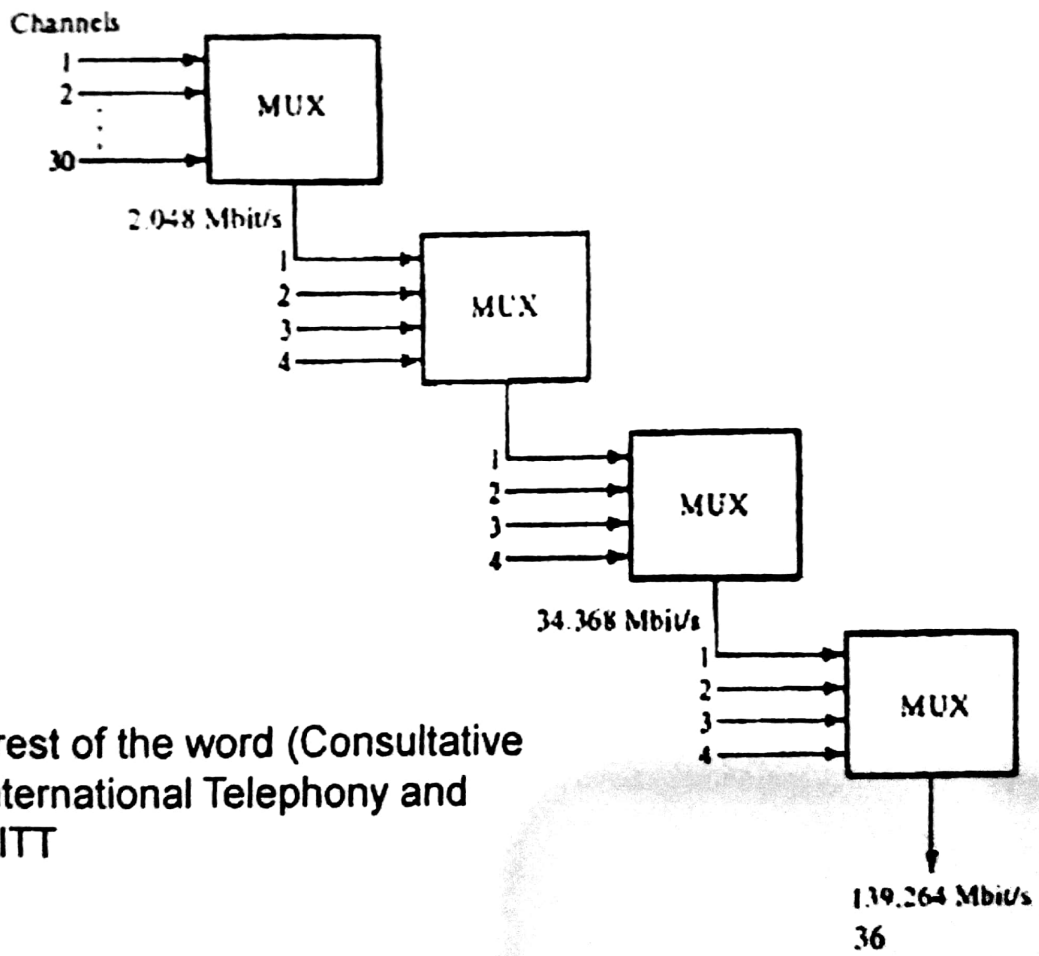 Channels
1
2
30
MUX
2.048 Mbit/s
1
2
3
4
MUX
1
2
3
4
MUX
34.368 Mbit/s
1
2
3
4
MUX
rest of the word (Consultative
nternational Telephony and
ITT
139.264 Mbit/s
36